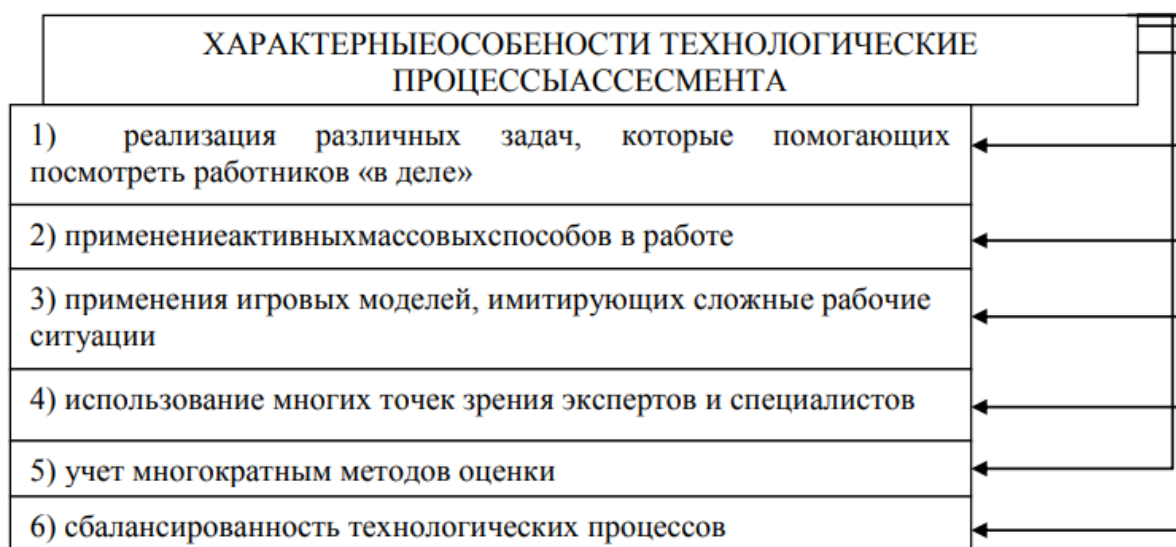 ХАРАКТЕРНЫЕОСОБЕНОСТИ ТЕХНОЛОГИЧЕСКИЕ
ПРОЦЕССЫАССЕСМЕНТА
1) реализация различных задач, которые помогающих
посмотреть работников «в деле»
2) применениеактивныхмассовыхспособов в работе
3) применения игровых моделей, имитирующих сложные рабочие
ситуации
4) использование многих точек зрения экспертов и специалистов
5) учет многократным методов оценки
6) сбалансированность технологических процессов